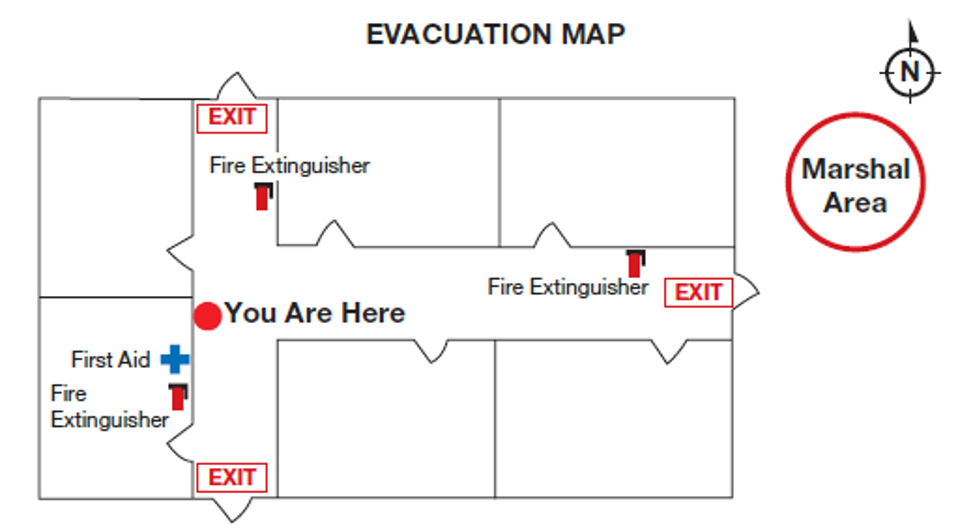 EVACUATION MAP
N
EXIT
Marshal
Area
Fire Extinguisher
Fire Extinguisher
EXIT
You Are Here
First Aid
Fire
Extinguisher
EXIT